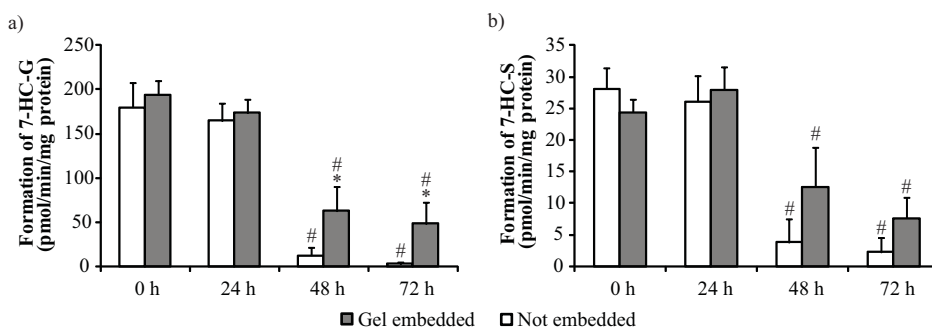 a)
Formation of 7-HC-G
(pmol/min/mg protein)
250
200
150
100
50
0
#
#
*
#
#
*
0 h
24 h
48 h
72 h
b)
Formation of 7-HC-S
(pmol/min/mg protein)
35
30
25
20
15
10
5
0
#
#
#
#
0 h
24 h
48 h
72 h
Gel embedded
Not embedded